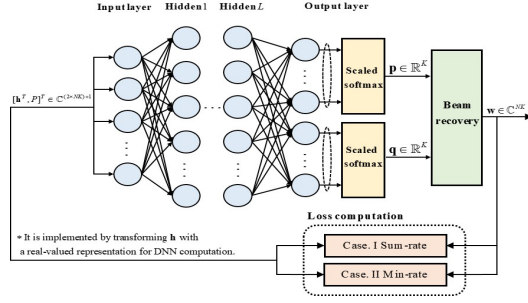 Input layer Hidden 1 Hidden L Output layer
[h^T, P]^T ∈ ℂ^(2×NK)+1
Scaled softmax
p ∈ ℝ^K
Scaled softmax
q ∈ ℝ^K
Beam recovery
w ∈ ℂ^NK
Loss computation
Case. I Sum-rate
Case. II Min-rate
* It is implemented by transforming h with
a real-valued representation for DNN computation.